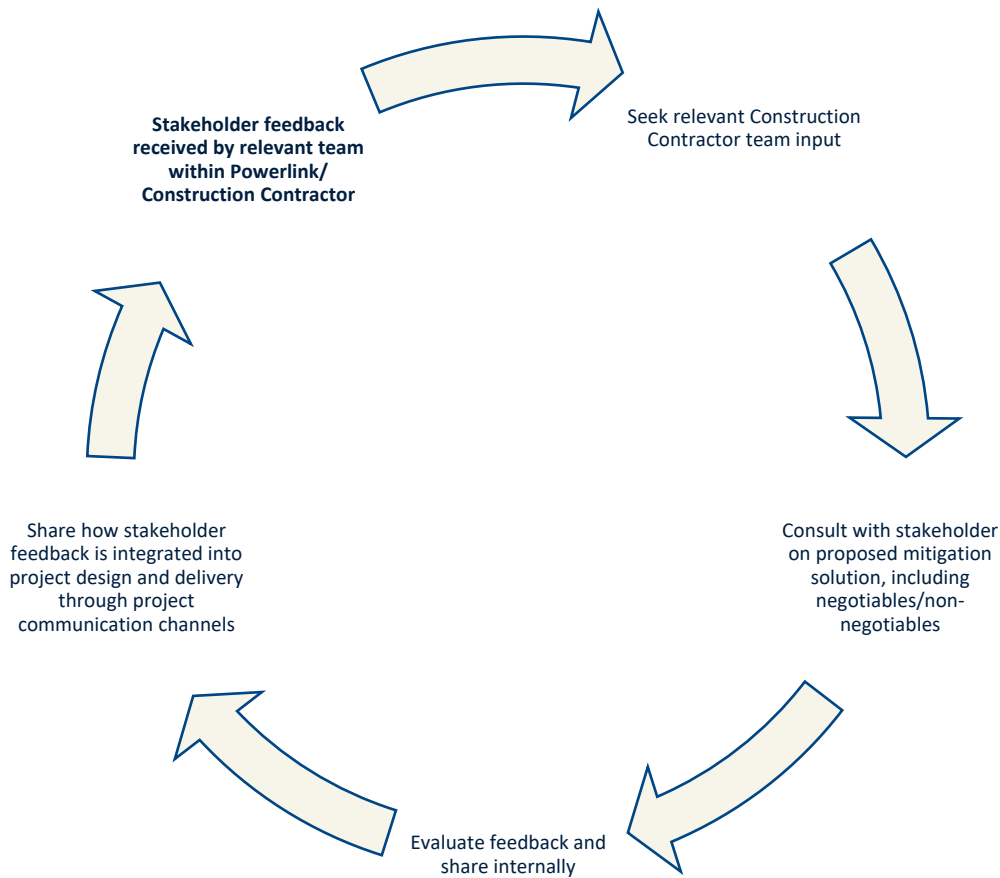 Stakeholder feedback
received by relevant team
within Powerlink/
Construction Contractor
Seek relevant Construction
Contractor team input
Consult with stakeholder
on proposed mitigation
solution, including
negotiables/non-
negotiables
Evaluate feedback and
share internally
Share how stakeholder
feedback is integrated into
project design and delivery
through project
communication channels